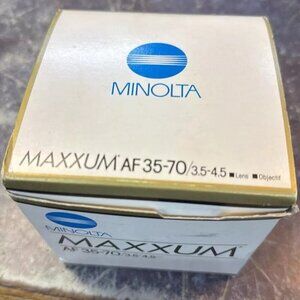 MINOLTA
MAXXUM AF 35-70/3.5-4.5 ■ Lens ■ Objectif
MINOLTA
MAXXUM
AF 35-70/3.5-4.5